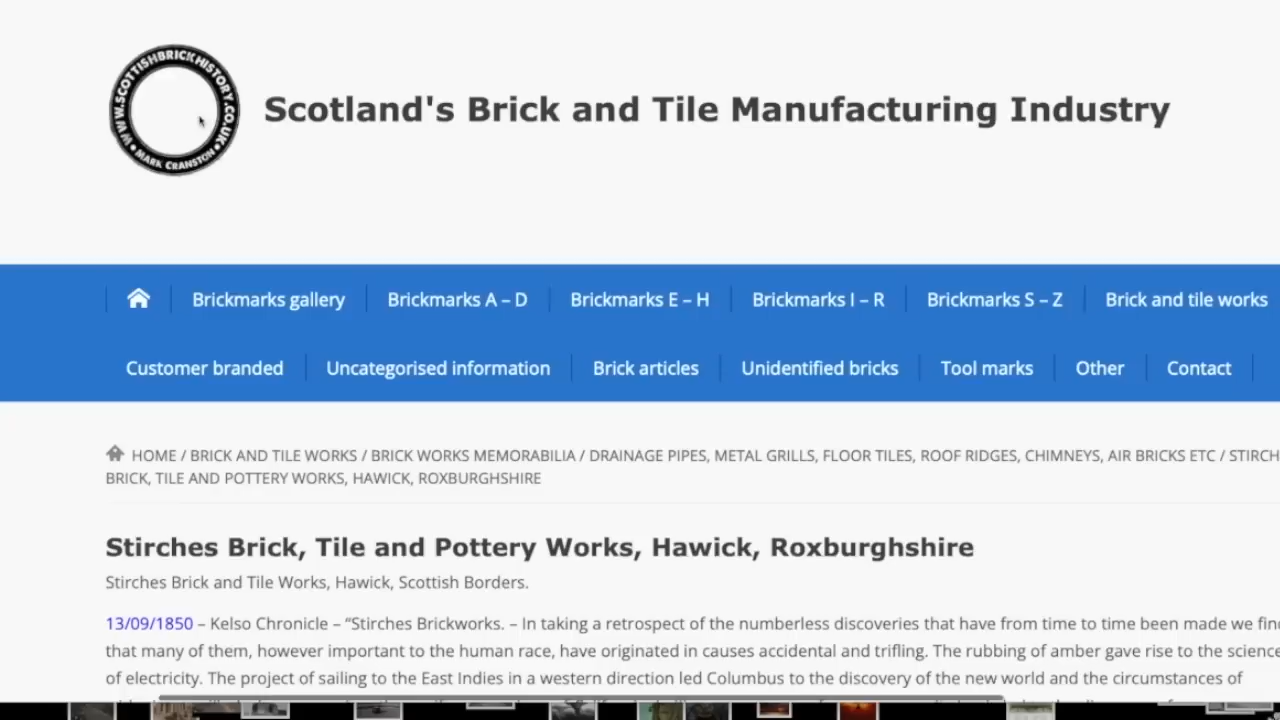 WWW.SCOTTISHBRICKHISTORY.CO.UK
MARK CRANSTON
Scotland's Brick and Tile Manufacturing Industry
Brickmarks gallery
Brickmarks A – D
Brickmarks E – H
Brickmarks I – R
Brickmarks S – Z
Brick and tile works
Customer branded
Uncategorised information
Brick articles
Unidentified bricks
Tool marks
Other
Contact
HOME / BRICK AND TILE WORKS / BRICK WORKS MEMORABILIA / DRAINAGE PIPES, METAL GRILLS, FLOOR TILES, ROOF RIDGES, CHIMNEYS, AIR BRICKS ETC / STIRCH
BRICK, TILE AND POTTERY WORKS, HAWICK, ROXBURGHSHIRE
Stirches Brick, Tile and Pottery Works, Hawick, Roxburghshire
Stirches Brick and Tile Works, Hawick, Scottish Borders.
13/09/1850 – Kelso Chronicle – “Stirches Brickworks. – In taking a retrospect of the numberless discoveries that have from time to time been made we find
that many of them, however important to the human race, have originated in causes accidental and trifling. The rubbing of amber gave rise to the science
of electricity. The project of sailing to the East Indies in a western direction led Columbus to the discovery of the new world and the circumstances of